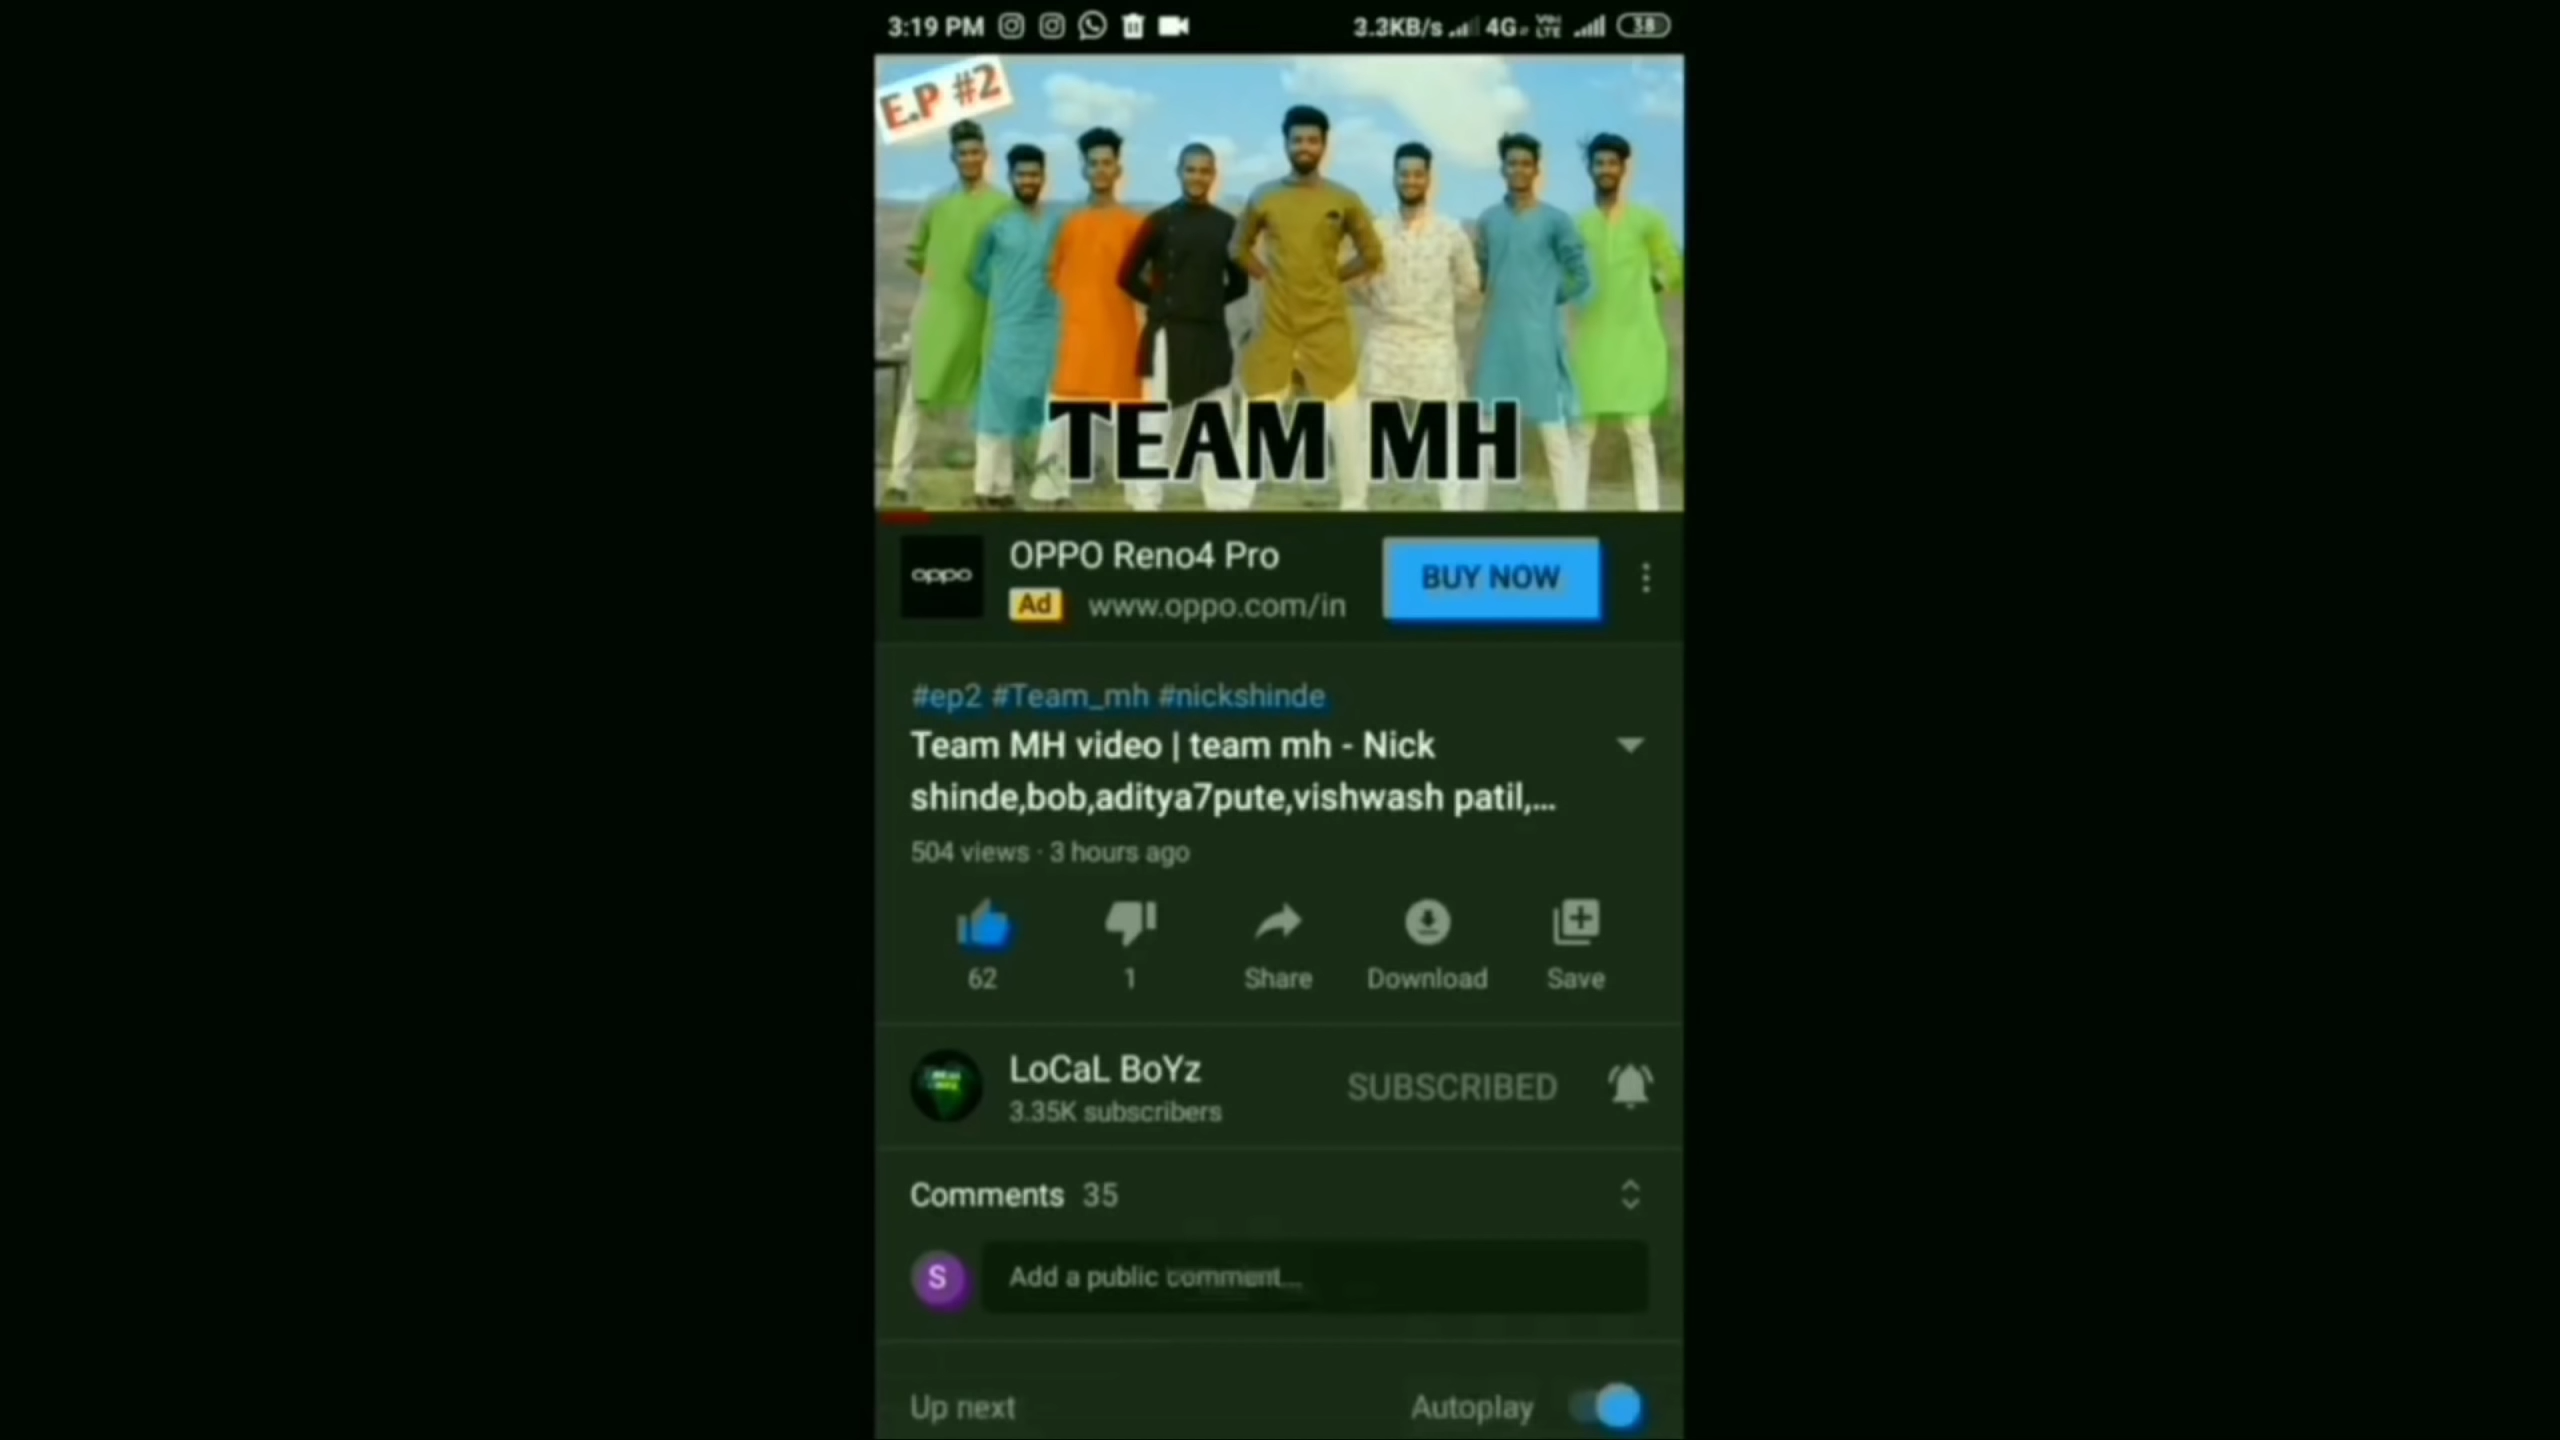 3:19 PM
3.3KB/s 4G VoLTE 38
E.P #2
TEAM MH
oppo
OPPO Reno4 Pro
BUY NOW
Ad www.oppo.com/in
#ep2 #Team_mh #nickshinde
Team MH video | team mh - Nick
shinde,bob,aditya7pute,vishwash patil,...
504 views · 3 hours ago
62 1 Share Download Save
LoCaL BoYz
SUBSCRIBED
3.35K subscribers
Comments 35
S Add a public comment...
Up next Autoplay